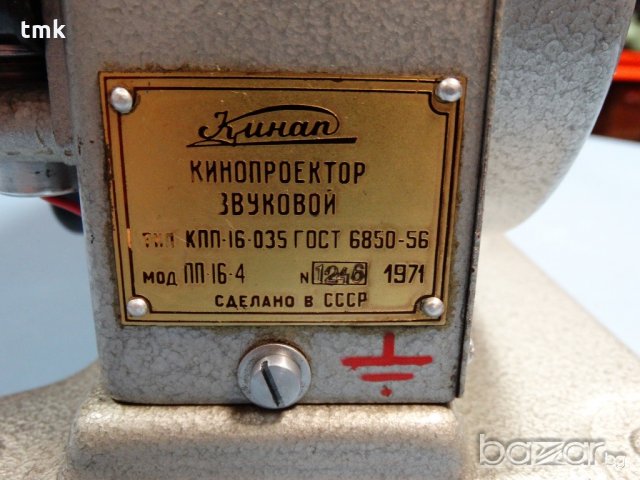 tmk
Кинап
КИНОПРОЕКТОР
ЗВУКОВОЙ
ТИП КПП-16-035 ГОСТ 6850-56
МОД ПП-16-4 N 1246 1971
СДЕЛАНО В СССР
bazar.bg